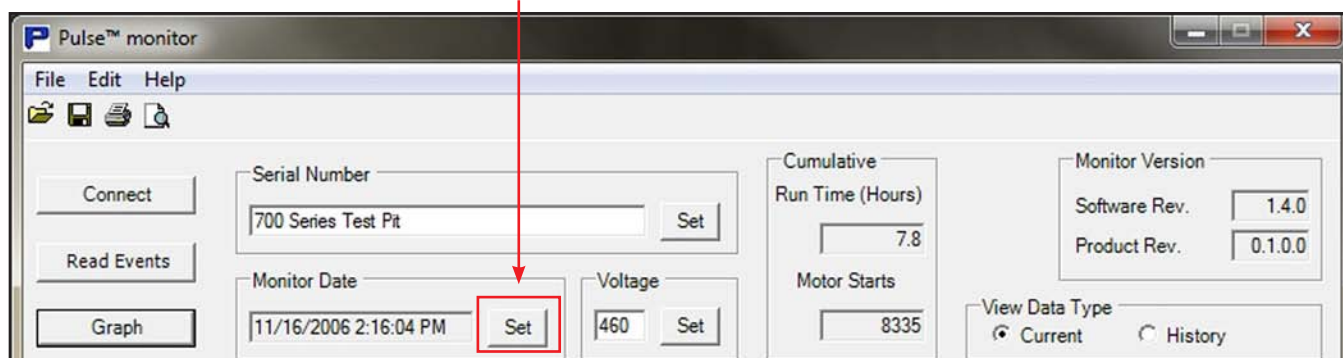 Pulse™ monitor
File Edit Help
Connect
Read Events
Graph
Serial Number
700 Series Test Pit
Set
Monitor Date
11/16/2006 2:16:04 PM
Set
Voltage
460
Set
Cumulative
Run Time (Hours)
7.8
Motor Starts
8335
Monitor Version
Software Rev. 1.4.0
Product Rev. 0.1.0.0
View Data Type
Current
History